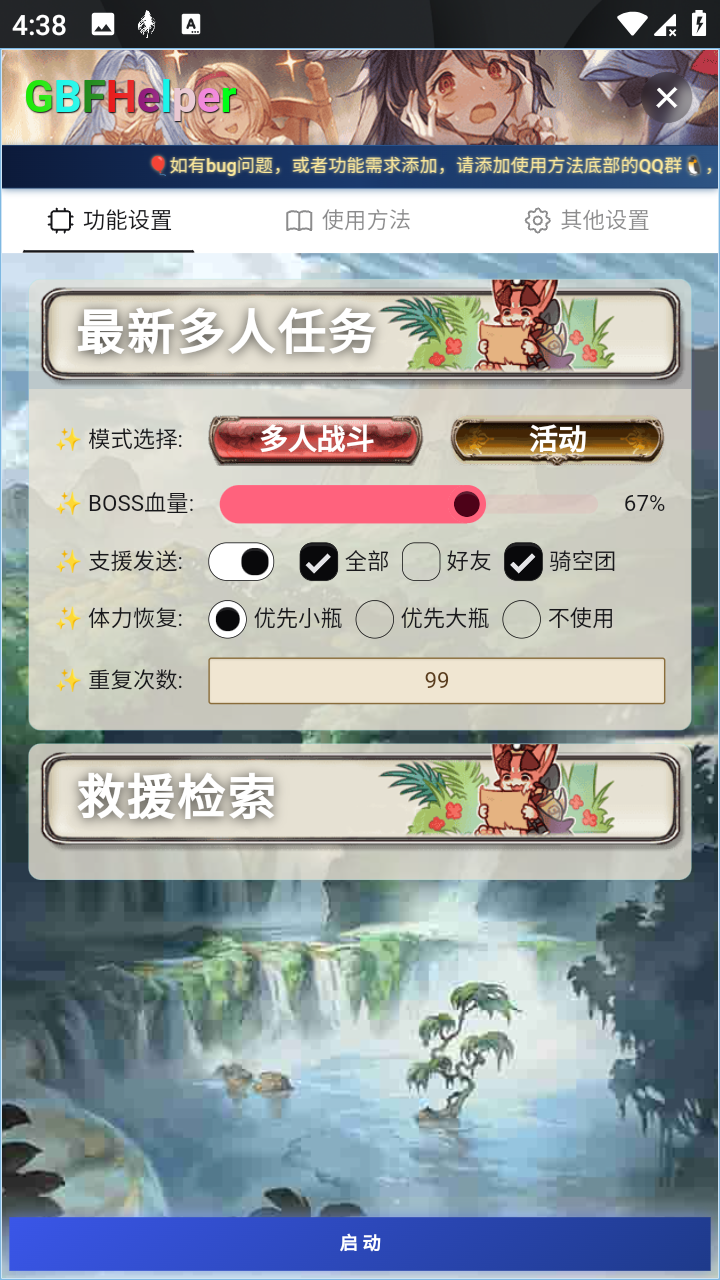 4:38
GBFHelper
🎈如有bug问题，或者功能需求添加，请添加使用方法底部的QQ群🐧，
功能设置 使用方法 其他设置
最新多人任务
✨ 模式选择: 多人战斗 活动
✨ BOSS血量: 67%
✨ 支援发送: 全部 好友 骑空团
✨ 体力恢复: 优先小瓶 优先大瓶 不使用
✨ 重复次数: 99
救援检索
启动